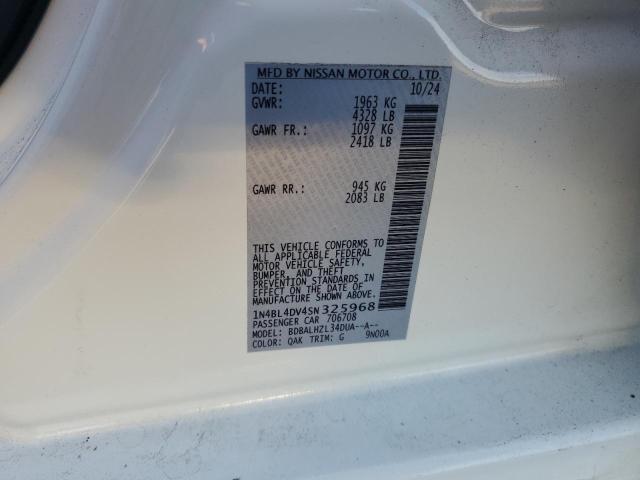 MFD BY NISSAN MOTOR CO., LTD.
DATE: 10/24
GVWR: 1963 KG
4328 LB
GAWR FR.: 1097 KG
2418 LB
GAWR RR.: 945 KG
2083 LB
THIS VEHICLE CONFORMS TO
ALL APPLICABLE FEDERAL
MOTOR VEHICLE SAFETY,
BUMPER, AND THEFT
PREVENTION STANDARDS IN
EFFECT ON THE DATE OF
MANUFACTURE SHOWN ABOVE.
1N4BL4DV4SN325968
PASSENGER CAR 706708
MODEL: BDBALHZL34DUA--A--
COLOR: QAK TRIM: G 9N00A